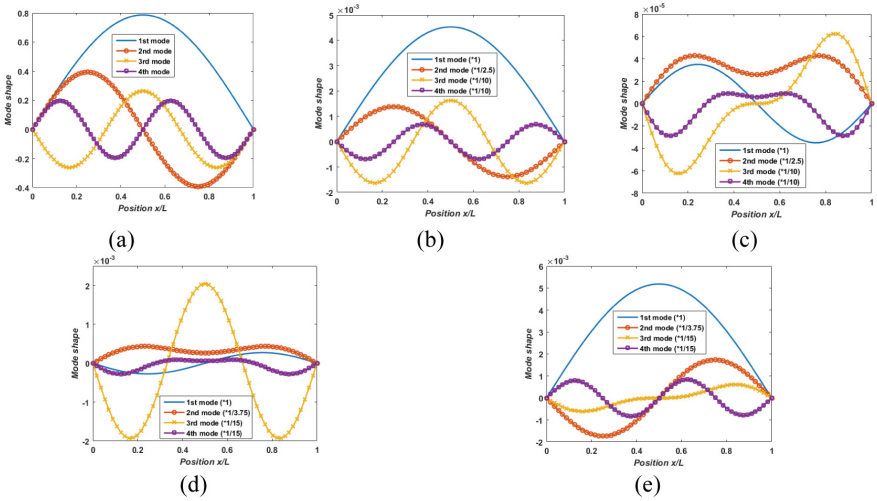 0.8
0.6
0.4
0.2
0
-0.2
-0.4
Mode shape
1st mode
2nd mode
3rd mode
4th mode
0 0.2 0.4 0.6 0.8 1
Position x/L
(a)
×10⁻³
5
4
3
2
1
0
-1
-2
-3
Mode shape
1st mode (*1)
2nd mode (*1/2.5)
3rd mode (*1/10)
4th mode (*1/10)
0 0.2 0.4 0.6 0.8 1
Position x/L
(b)
×10⁻⁵
8
6
4
2
0
-2
-4
-6
-8
Mode shape
1st mode (*1)
2nd mode (*1/2.5)
3rd mode (*1/10)
4th mode (*1/10)
0 0.2 0.4 0.6 0.8 1
Position x/L
(c)
×10⁻³
2
1
0
-1
-2
Mode shape
1st mode (*1)
2nd mode (*1/3.75)
3rd mode (*1/15)
4th mode (*1/15)
0 0.2 0.4 0.6 0.8 1
Position x/L
(d)
×10⁻³
6
5
4
3
2
1
0
-1
-2
Mode shape
1st mode (*1)
2nd mode (*1/3.75)
3rd mode (*1/15)
4th mode (*1/15)
0 0.2 0.4 0.6 0.8 1
Position x/L
(e)